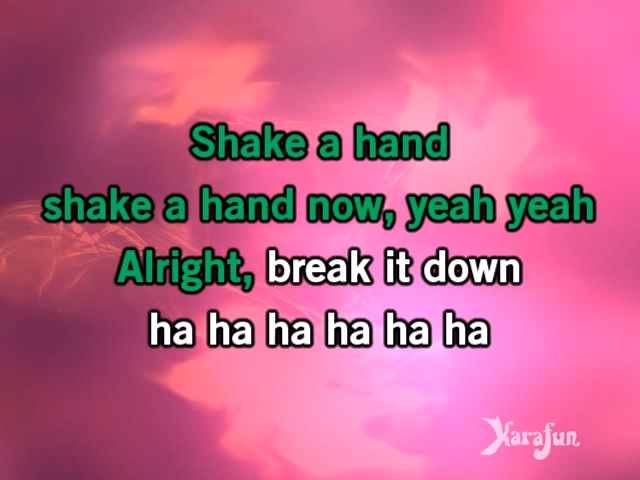 Shake a hand
shake a hand now, yeah yeah
Alright, break it down
ha ha ha ha ha ha
Karafun